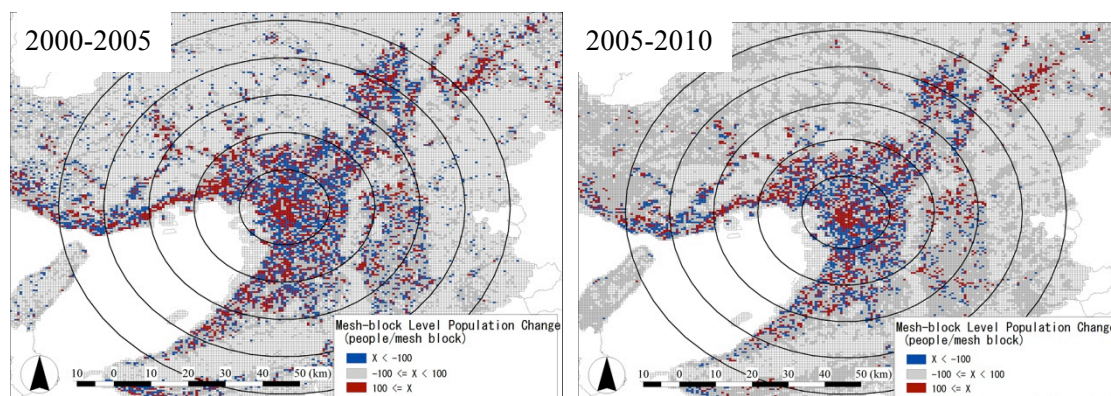 2000-2005
Mesh-block Level Population Change
(people/mesh block)
X < -100
-100 <= X < 100
100 <= X
10 0 10 20 30 40 50 (km)
2005-2010
Mesh-block Level Population Change
(people/mesh block)
X < -100
-100 <= X < 100
100 <= X
10 0 10 20 30 40 50 (km)